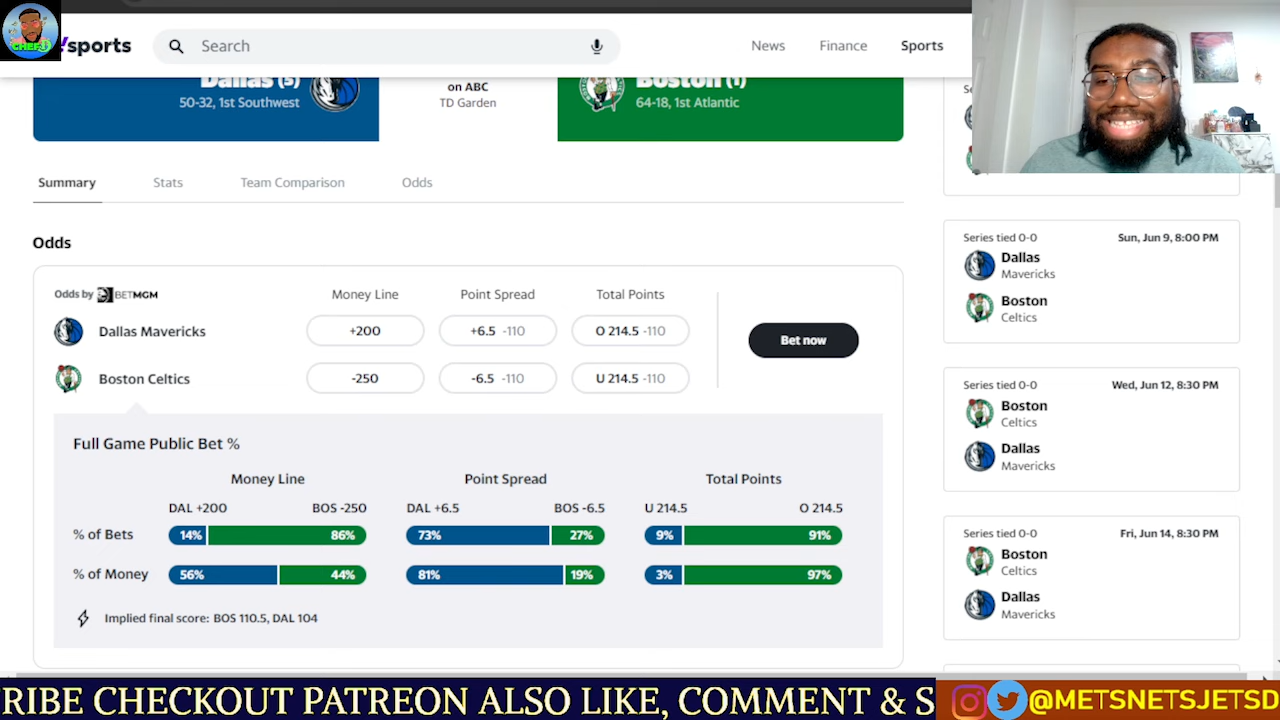 CHEF
!sports
Search
News
Finance
Sports
Dallas (5)
50-32, 1st Southwest
on ABC
TD Garden
Boston (1)
64-18, 1st Atlantic
Summary
Stats
Team Comparison
Odds
Odds
Odds by BETMGM
Money Line
Point Spread
Total Points
Dallas Mavericks
+200
+6.5 -110
O 214.5 -110
Boston Celtics
-250
-6.5 -110
U 214.5 -110
Bet now
Full Game Public Bet %
Money Line
Point Spread
Total Points
DAL +200
BOS -250
DAL +6.5
BOS -6.5
U 214.5
O 214.5
% of Bets
14%
86%
73%
27%
9%
91%
% of Money
56%
44%
81%
19%
3%
97%
Implied final score: BOS 110.5, DAL 104
Series tied 0-0
Sun, Jun 9, 8:00 PM
Dallas
Mavericks
Boston
Celtics
Series tied 0-0
Wed, Jun 12, 8:30 PM
Boston
Celtics
Dallas
Mavericks
Series tied 0-0
Fri, Jun 14, 8:30 PM
Boston
Celtics
Dallas
Mavericks
RIBE CHECKOUT PATREON ALSO LIKE, COMMENT & S
@METSNETSJETSD